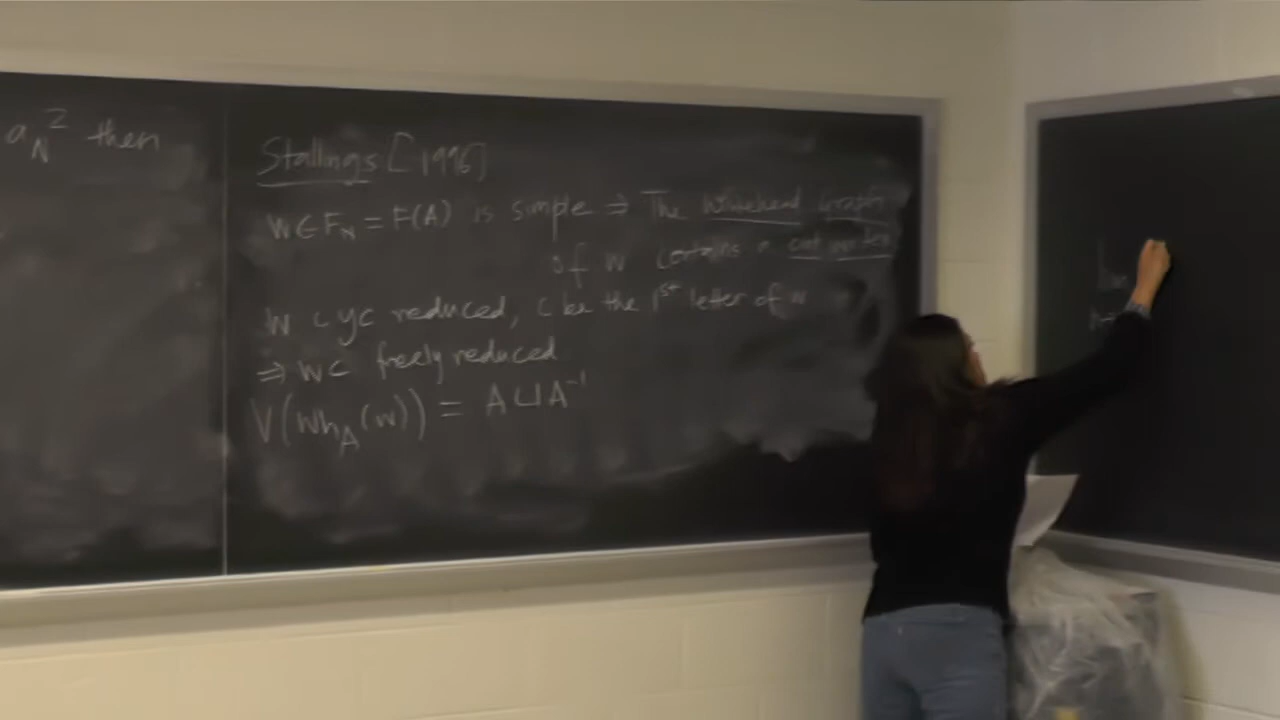 a_N^2 then
Stallings [1996]
w ∈ F_N = F(A) is simple ⇒ The Whitehead Graph
of w contains a cut vertex
w cyc reduced, c be the 1st letter of w
⇒ wc freely reduced
V(Wh_A(w)) = A ⊔ A^-1